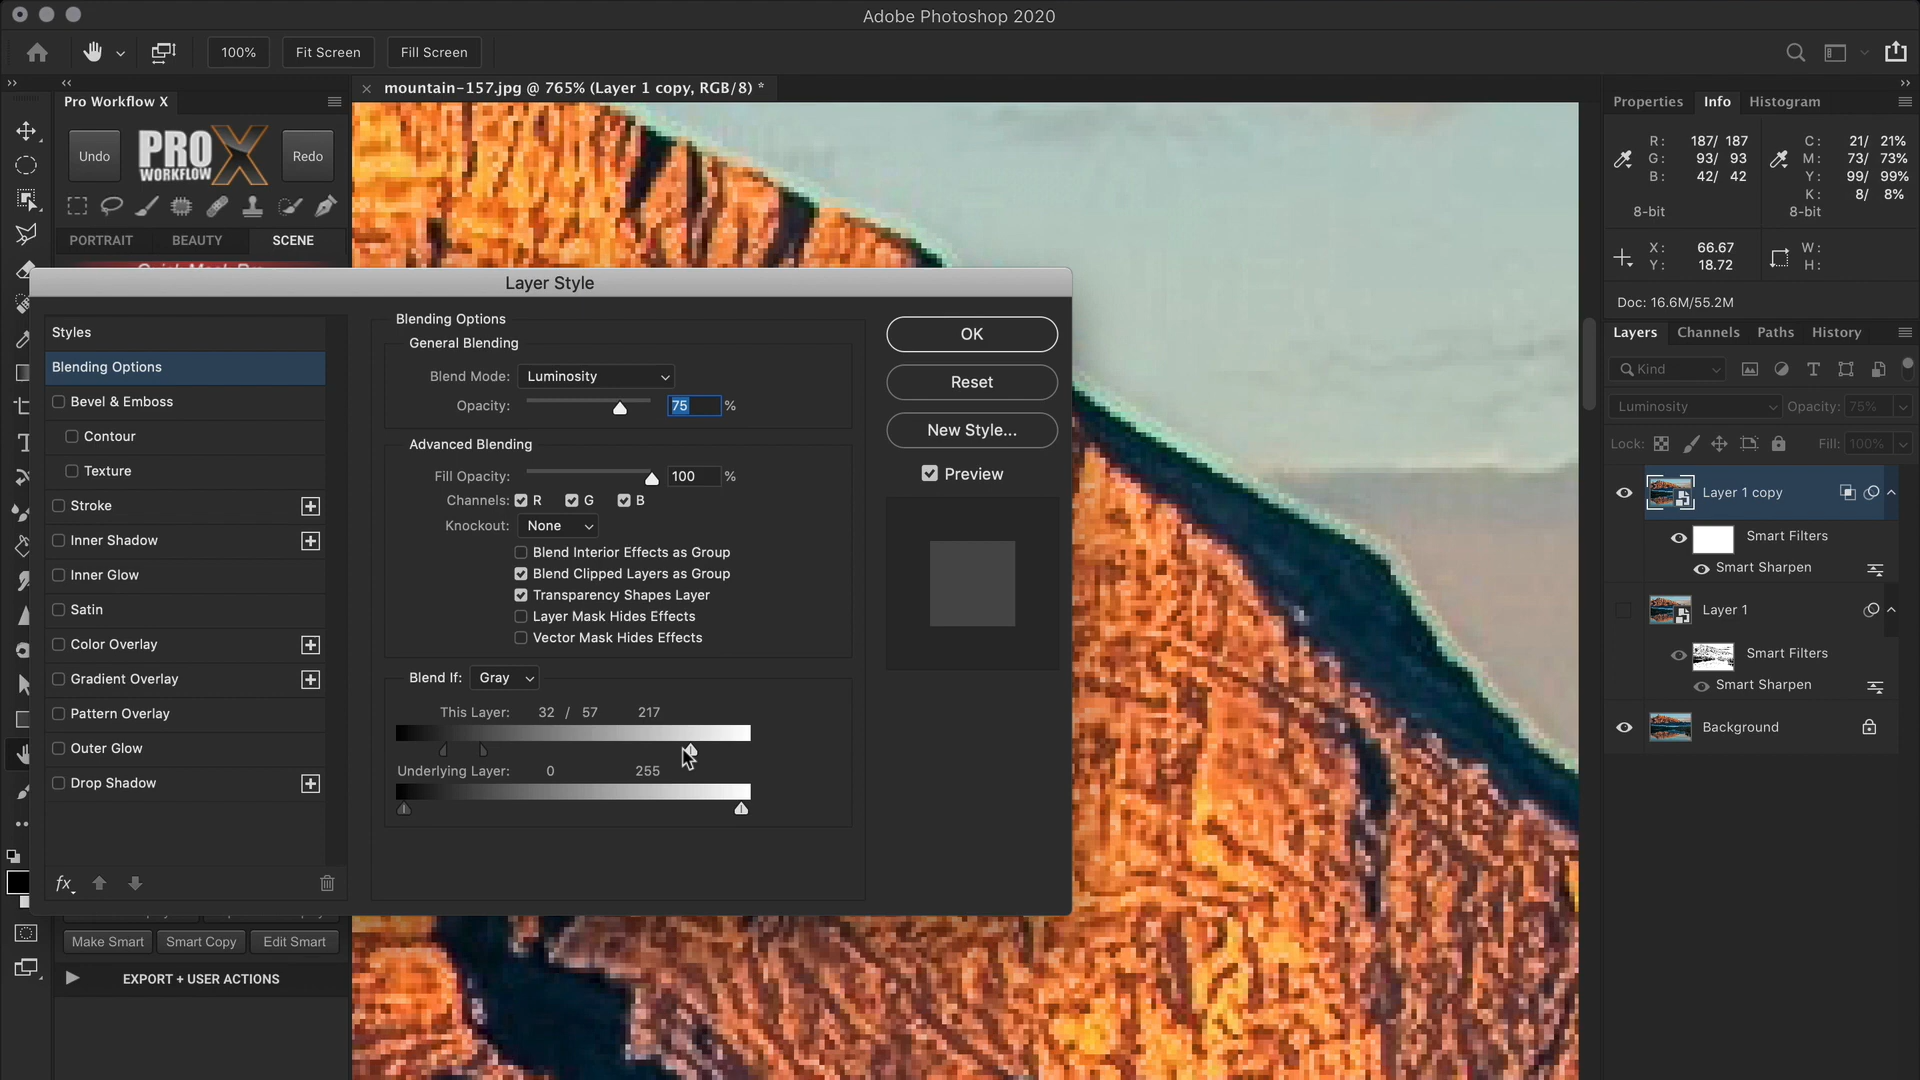 Adobe Photoshop 2020
100%
Fit Screen
Fill Screen
Pro Workflow X
mountain-157.jpg @ 765% (Layer 1 copy, RGB/8) *
Properties
Info
Histogram
Undo
PRO
WORKFLOW X
Redo
R: 187/ 187
G: 93/ 93
B: 42/ 42
8-bit
C: 21/ 21%
M: 73/ 73%
Y: 99/ 99%
K: 8/ 8%
8-bit
X: 66.67
Y: 18.72
W:
H:
Doc: 16.6M/55.2M
PORTRAIT
BEAUTY
SCENE
Layer Style
Styles
Blending Options
Bevel & Emboss
Contour
Texture
Stroke
Inner Shadow
Inner Glow
Satin
Color Overlay
Gradient Overlay
Pattern Overlay
Outer Glow
Drop Shadow
fx
Blending Options
General Blending
Blend Mode: Luminosity
Opacity: 75 %
Advanced Blending
Fill Opacity: 100 %
Channels: R G B
Knockout: None
Blend Interior Effects as Group
Blend Clipped Layers as Group
Transparency Shapes Layer
Layer Mask Hides Effects
Vector Mask Hides Effects
Blend If: Gray
This Layer: 32 / 57 217
Underlying Layer: 0 255
OK
Reset
New Style...
Preview
Layers
Channels
Paths
History
Kind
Luminosity
Opacity: 75%
Lock:
Fill: 100%
Layer 1 copy
Smart Filters
Smart Sharpen
Layer 1
Smart Filters
Smart Sharpen
Background
Make Smart
Smart Copy
Edit Smart
EXPORT + USER ACTIONS